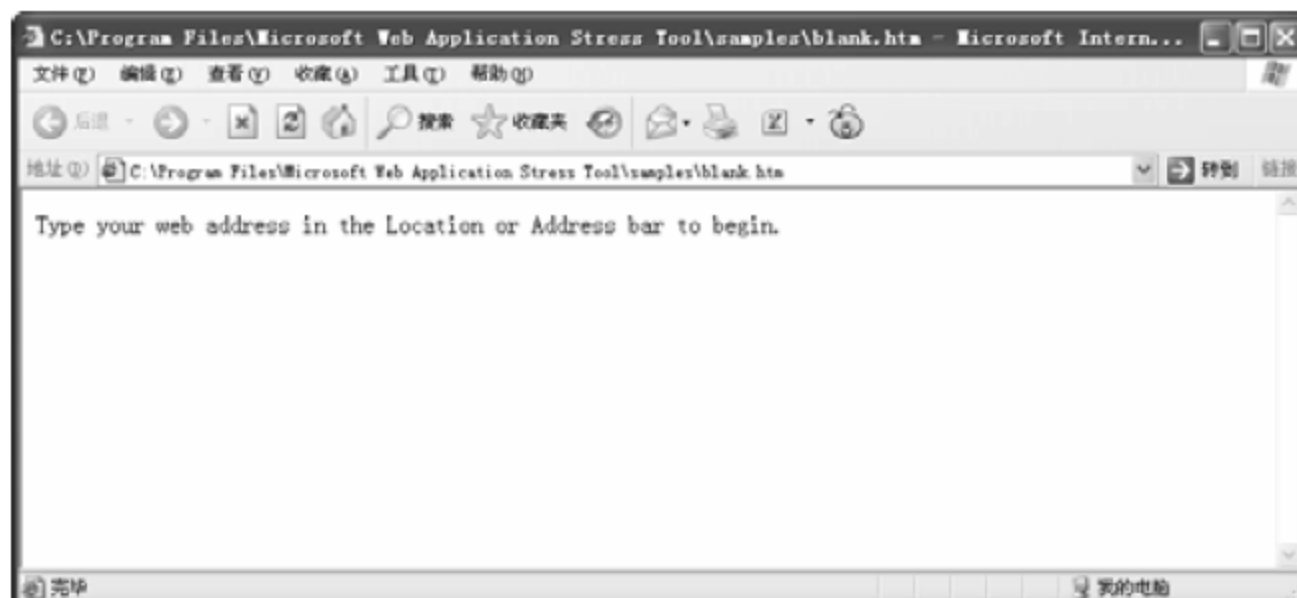 C:\Program Files\Microsoft Web Application Stress Tool\samples\blank.htm - Microsoft Intern...
文件(F) 编辑(E) 查看(V) 收藏(A) 工具(T) 帮助(H)
后退 搜索 收藏夹
地址(D) C:\Program Files\Microsoft Web Application Stress Tool\samples\blank.htm 转到 链接
Type your web address in the Location or Address bar to begin.
完毕 我的电脑